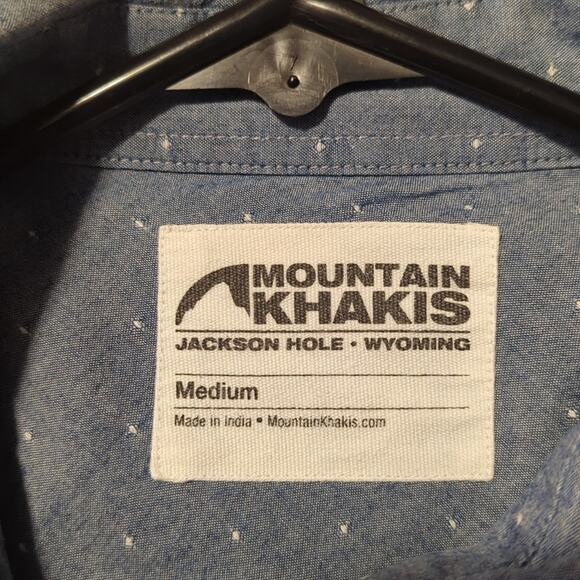 MOUNTAIN
KHAKIS
JACKSON HOLE • WYOMING
Medium
Made in India • MountainKhakis.com